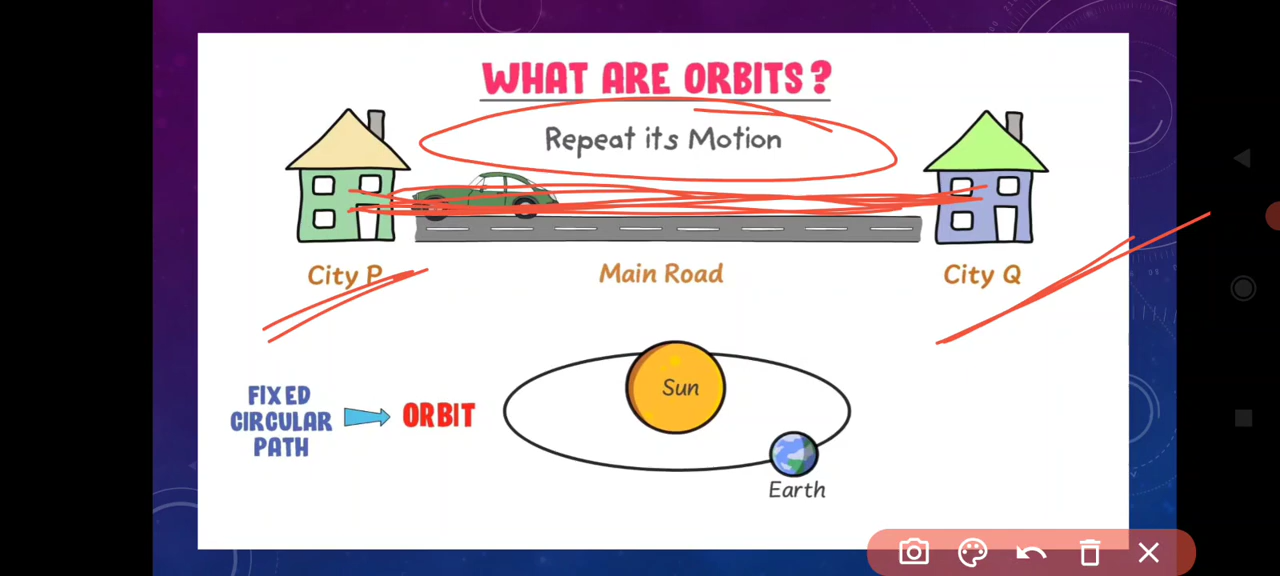 WHAT ARE ORBITS?
Repeat its Motion
City P
Main Road
City Q
FIXED
CIRCULAR
PATH
ORBIT
Sun
Earth